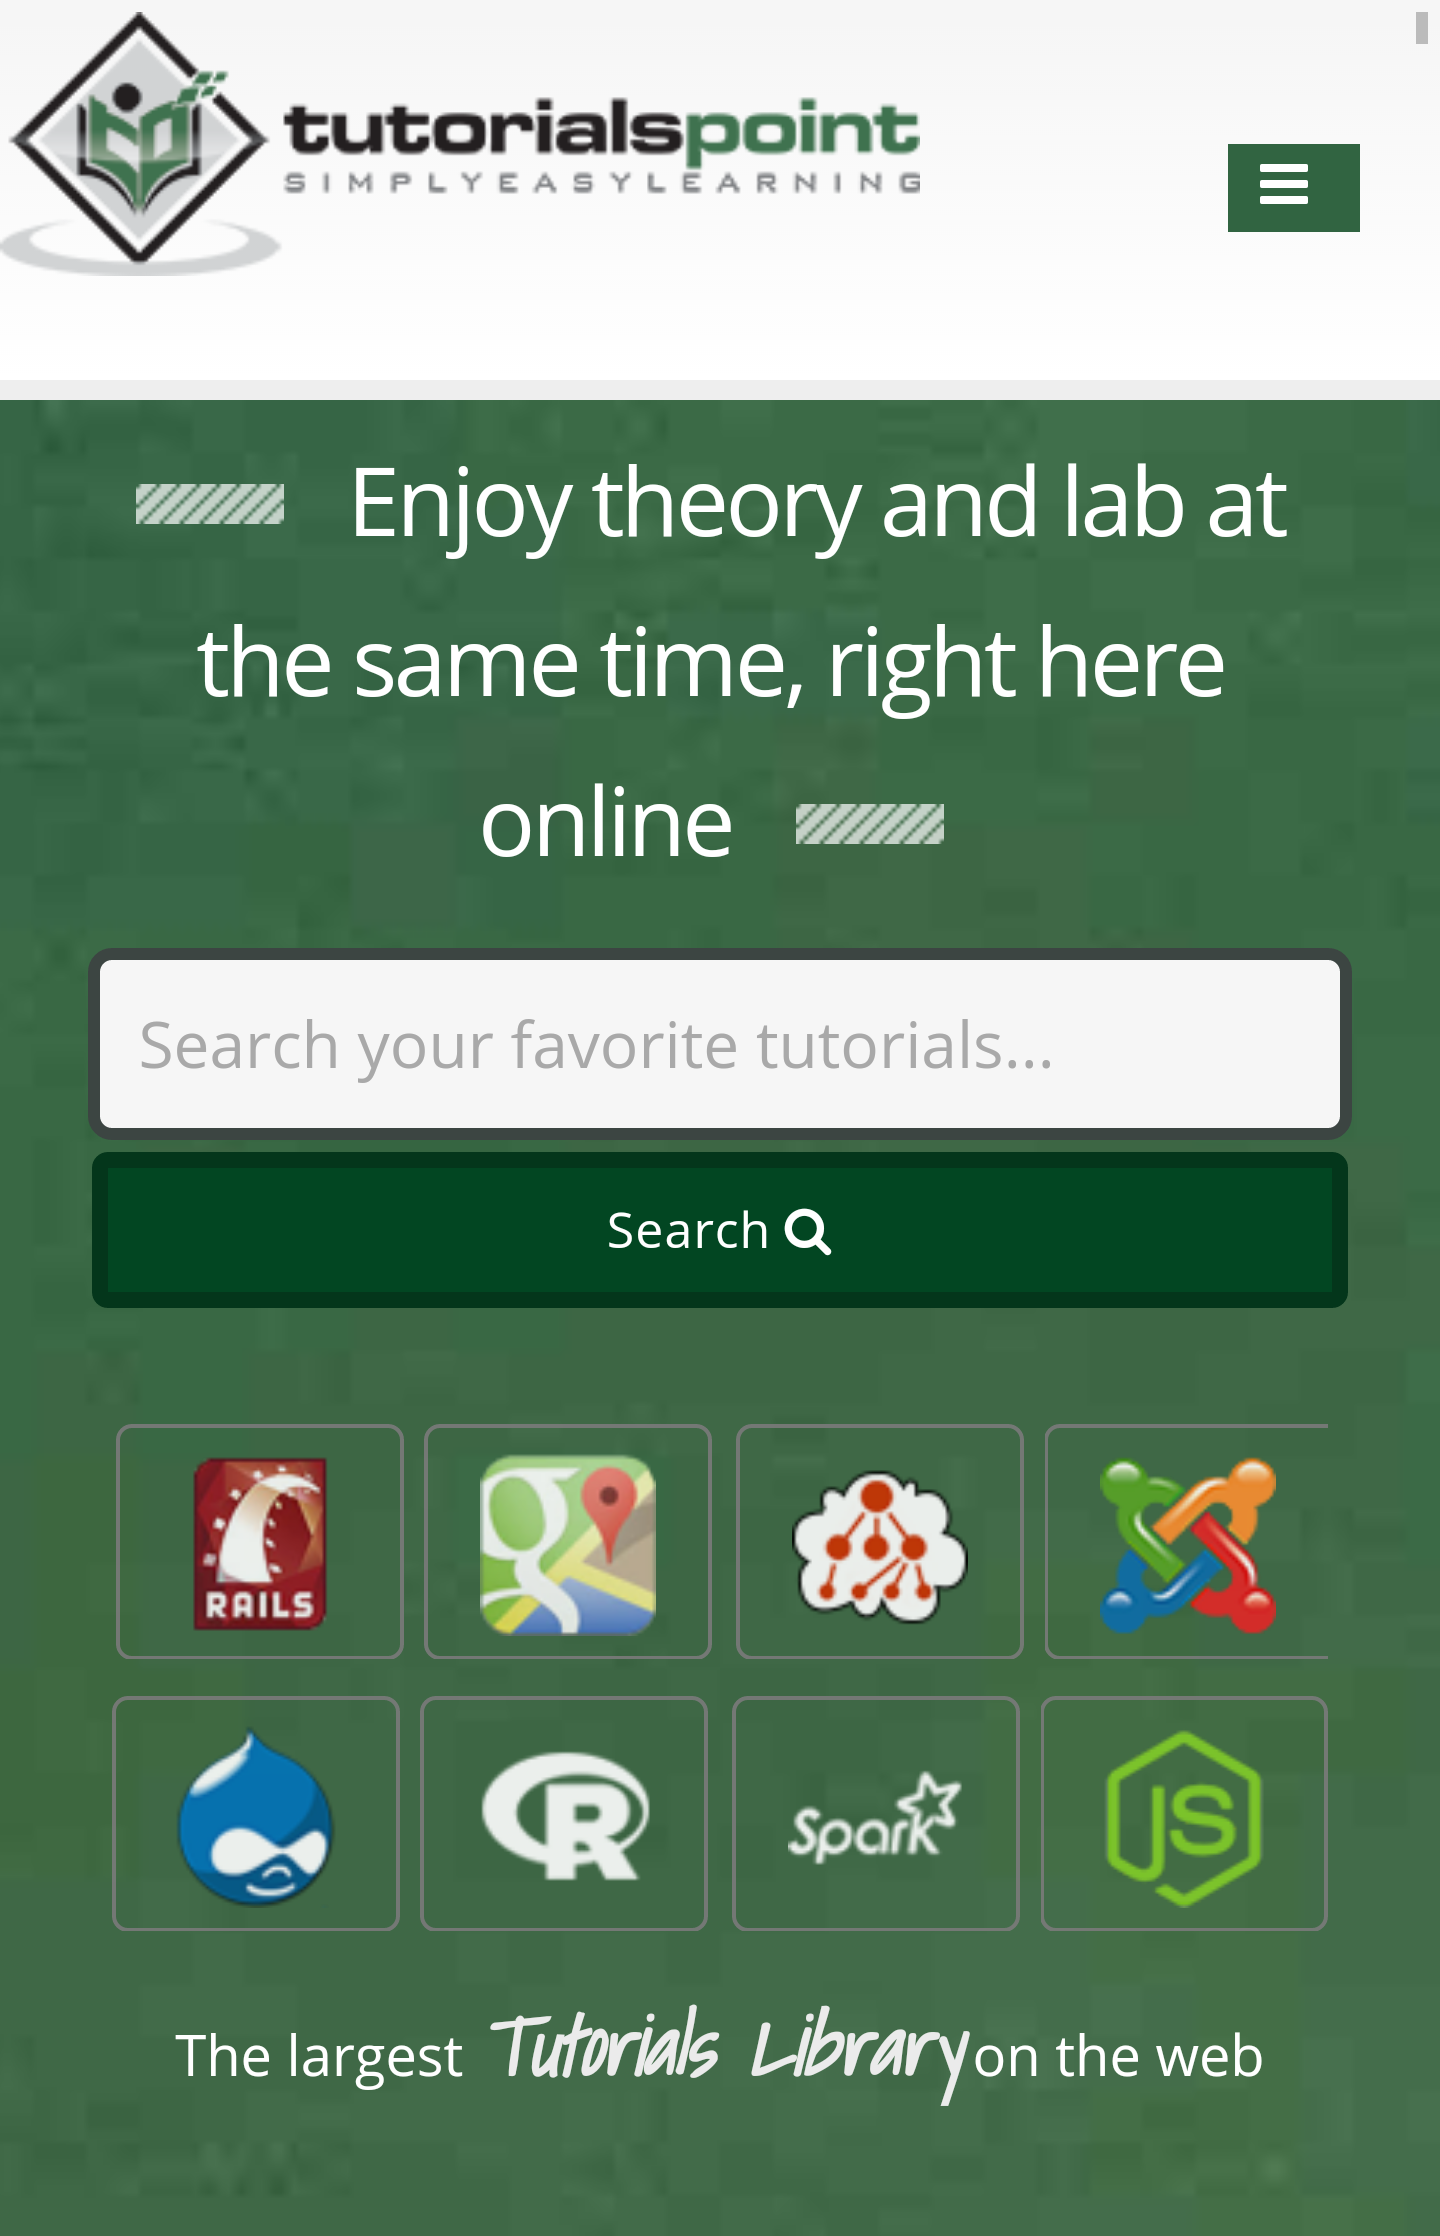 tutorialspoint
SIMPLYEASYLEARNING
Enjoy theory and lab at
the same time, right here
online
Search your favorite tutorials...
Search
RAILS
g
R
Spark
JS
The largest Tutorials Library on the web